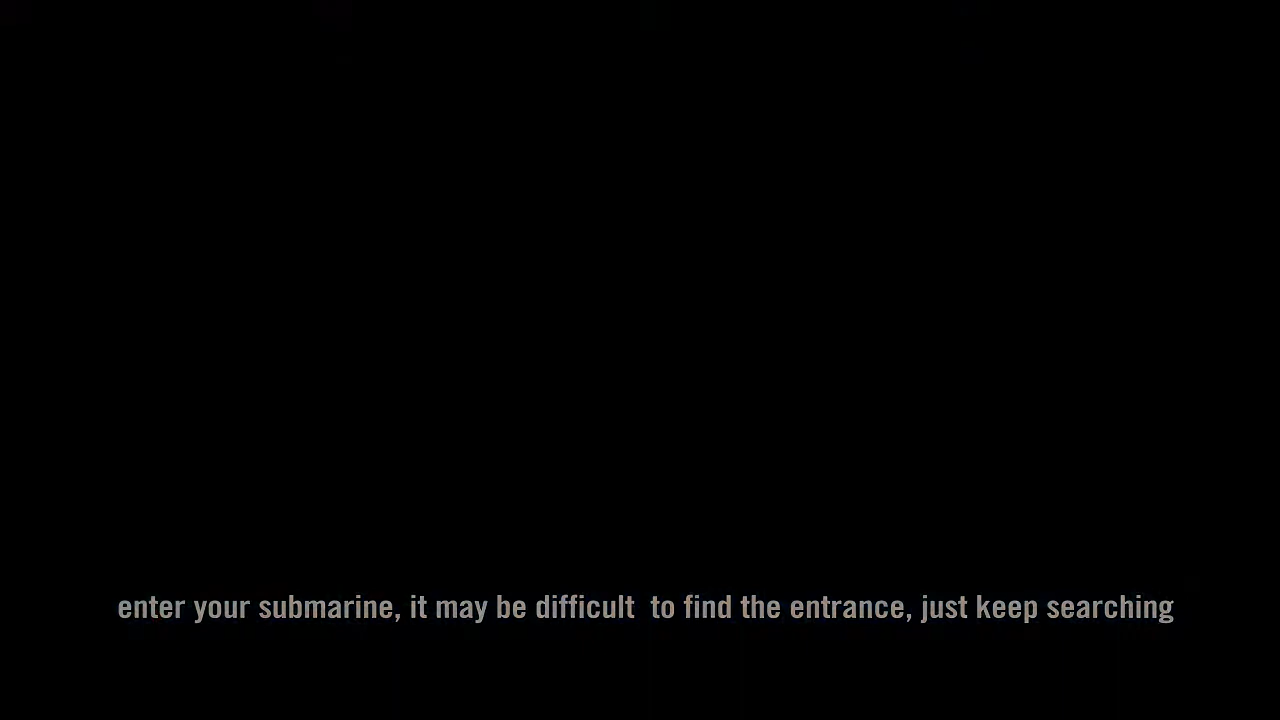 enter your submarine, it may be difficult  to find the entrance, just keep searching